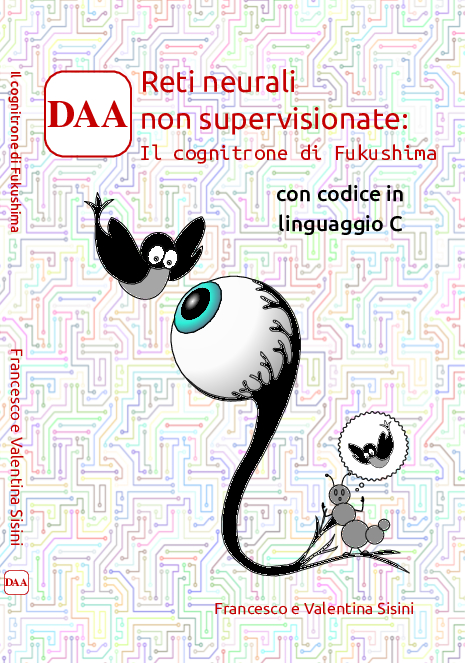 Il cognitrone di Fukushima
Francesco e Valentina Sisini
DAA
DAA
Reti neurali
non supervisionate:
Il cognitrone di Fukushima
con codice in
linguaggio C
Francesco e Valentina Sisini